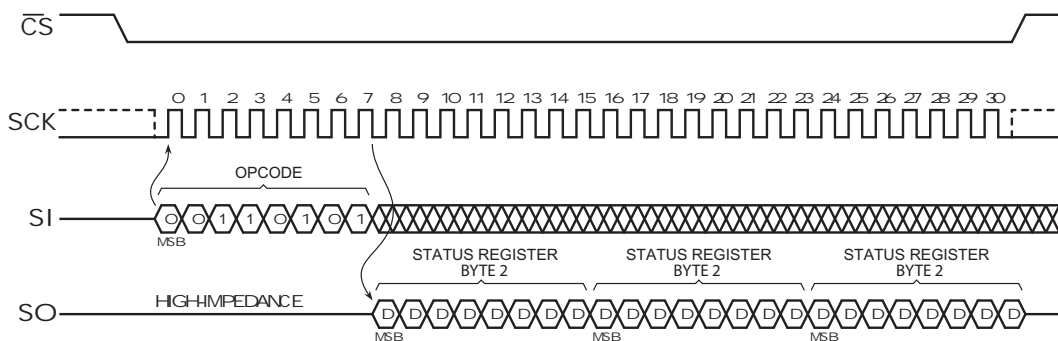 CS
SCK
0 1 2 3 4 5 6 7 8 9 10 11 12 13 14 15 16 17 18 19 20 21 22 23 24 25 26 27 28 29 30
OPCODE
SI
0 0 1 1 0 1 0 1
MSB
STATUS REGISTER
BYTE 2
STATUS REGISTER
BYTE 2
STATUS REGISTER
BYTE 2
SO
HIGH-IMPEDANCE
D D D D D D D D D D D D D D D D D D D D D D D D
MSB
MSB
MSB